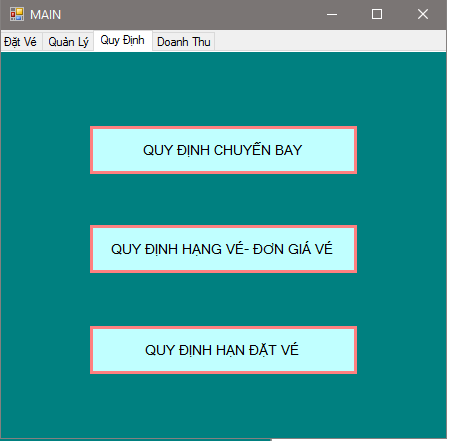 MAIN
Đặt Vé Quản Lý Quy Định Doanh Thu
QUY ĐỊNH CHUYẾN BAY
QUY ĐỊNH HẠNG VÉ- ĐƠN GIÁ VÉ
QUY ĐỊNH HẠN ĐẶT VÉ